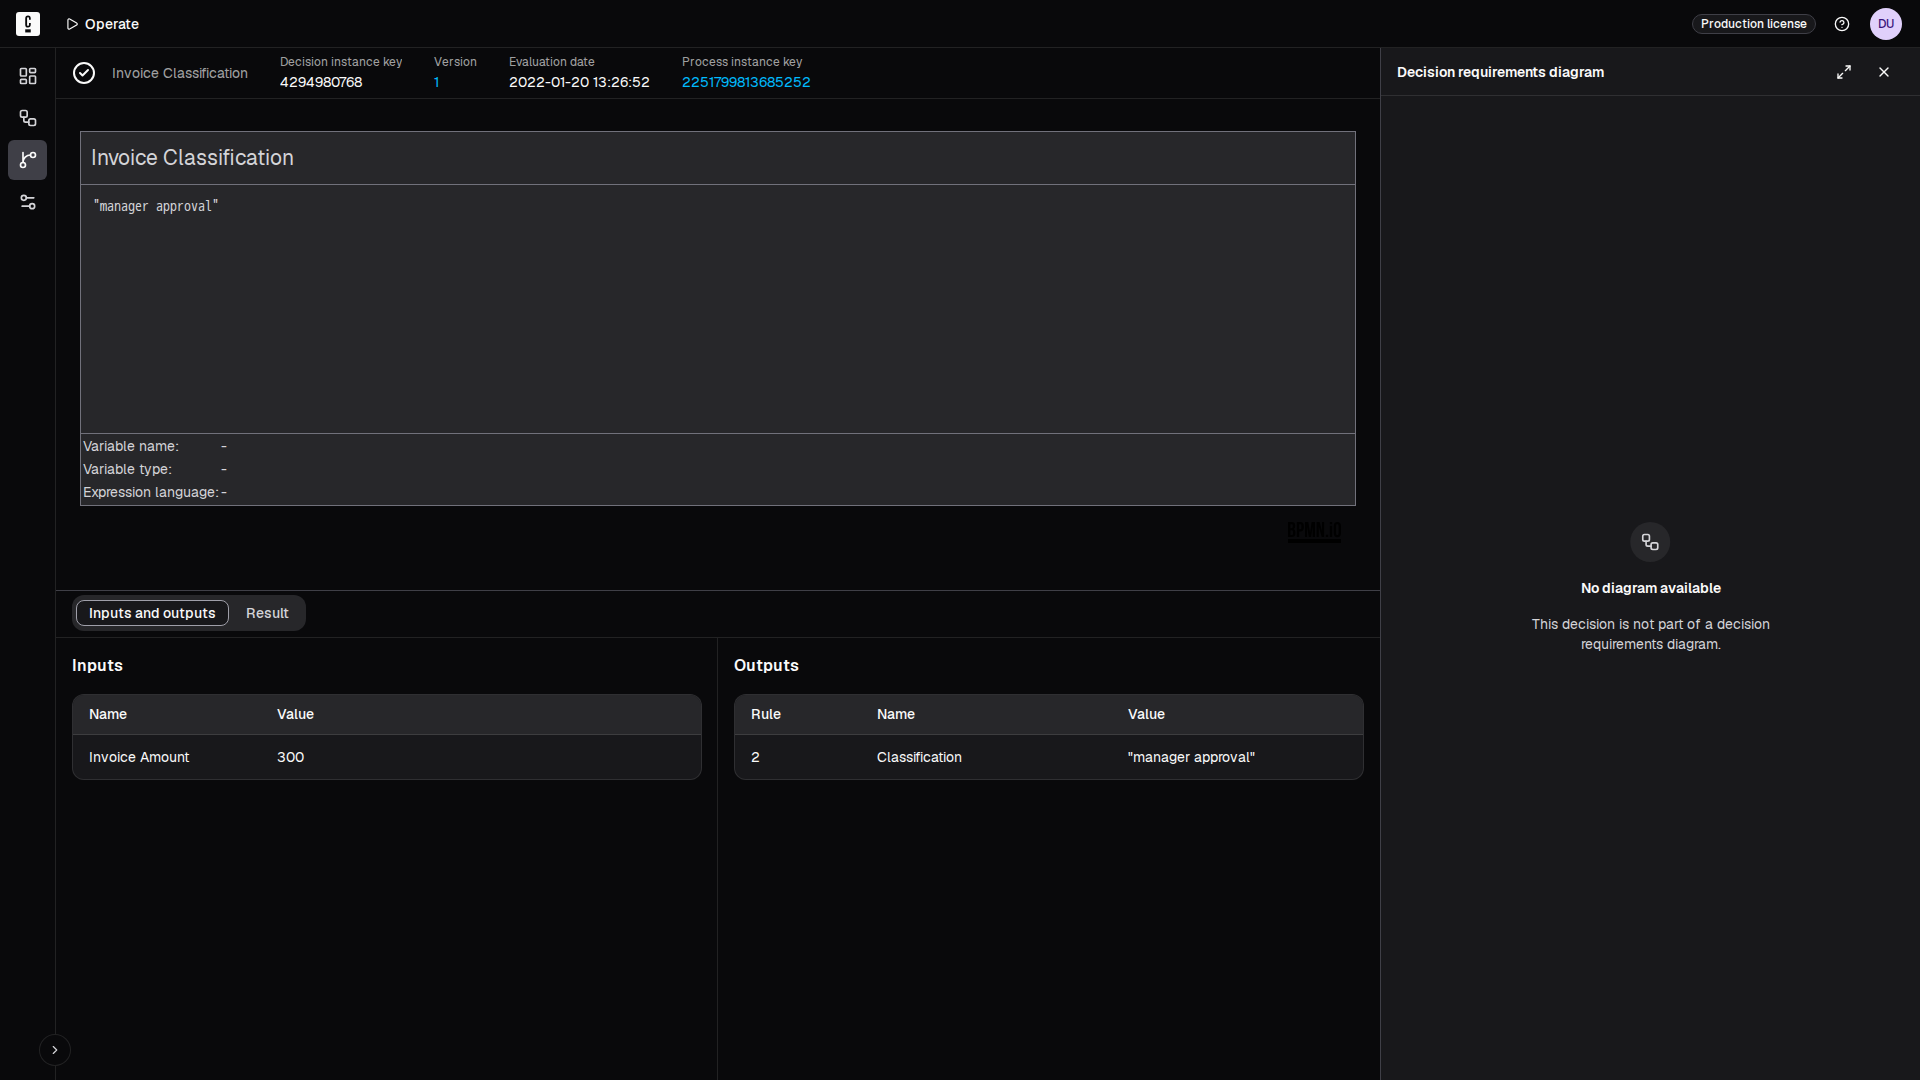 Operate
Production license
DU
Invoice Classification
Decision instance key
4294980768
Version
1
Evaluation date
2022-01-20 13:26:52
Process instance key
2251799813685252
Decision requirements diagram
Invoice Classification
"manager approval"
Variable name: -
Variable type: -
Expression language: -
BPMN.iO
No diagram available
This decision is not part of a decision
requirements diagram.
Inputs and outputs
Result
Inputs
Name Value
Invoice Amount 300
Outputs
Rule Name Value
2 Classification "manager approval"